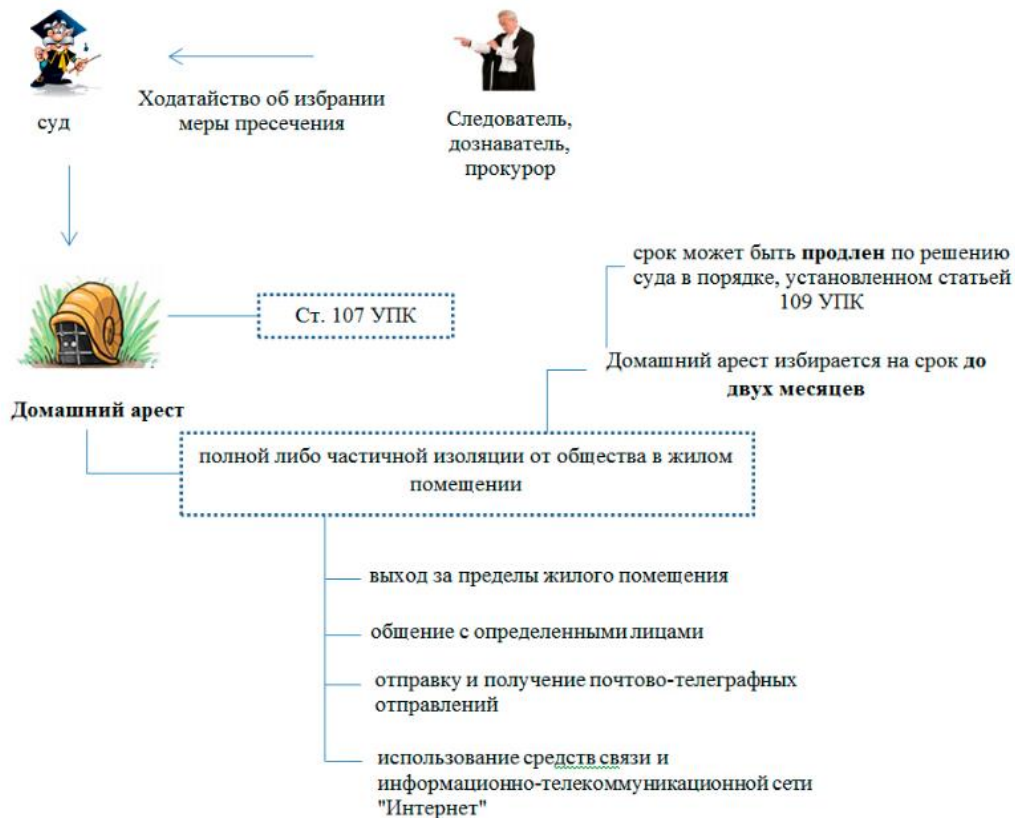 Ходатайство об избрании
меры пресечения
суд
Следователь,
дознаватель,
прокурор
срок может быть продлен по решению
суда в порядке, установленном статьей
109 УПК
Ст. 107 УПК
Домашний арест избирается на срок до
двух месяцев
Домашний арест
полной либо частичной изоляции от общества в жилом
помещении
выход за пределы жилого помещения
общение с определенными лицами
отправку и получение почтово-телеграфных
отправлений
использование средств связи и
информационно-телекоммуникационной сети
"Интернет"